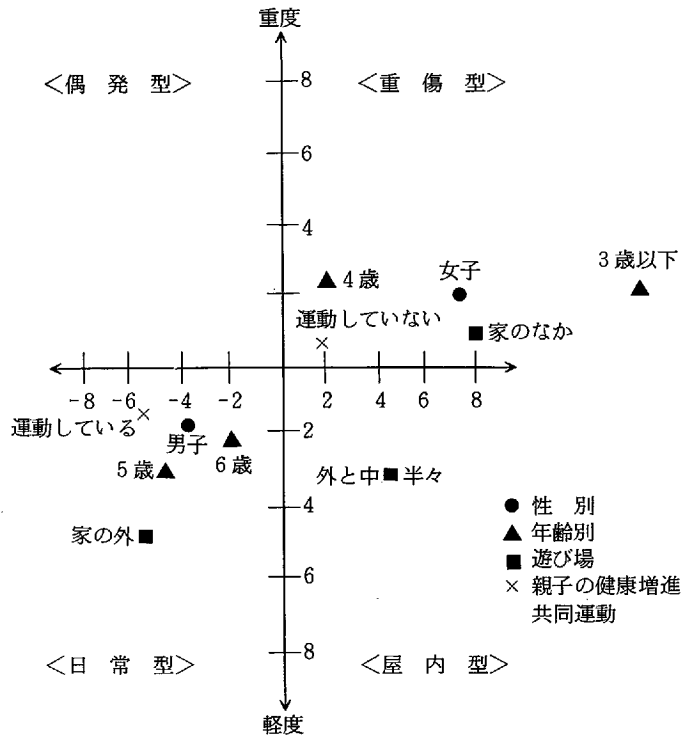 重度
<偶 発 型>
<重 傷 型>
8
6
4
3歳以下
女子
4歳
運動していない
家のなか
-8 -6 -4 -2 2 4 6 8
運動している
男子
2
6歳
5歳
外と中 半々
4
性 別
家の外
年齢別
遊び場
6
親子の健康増進
共同運動
8
<日 常 型>
<屋 内 型>
軽度